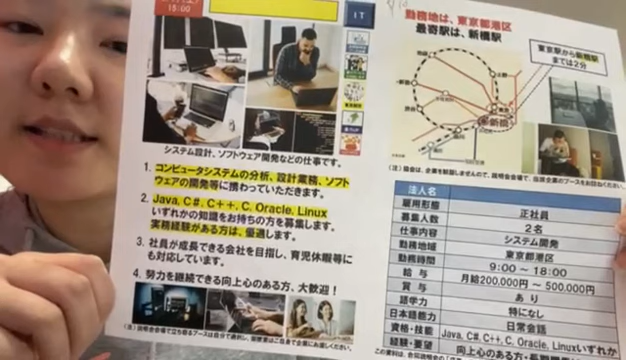 15:00
IT
システム設計、ソフトウェア開発などの仕事です。
1. コンピュータシステムの分析、設計業務、ソフト
ウェアの開発等に携わっていただきます。
2. Java, C#, C++, C, Oracle, Linux
いずれかの知識をお持ちの方を募集します。
実務経験がある方は、優遇します。
3. 社員が成長できる会社を目指し、育児休暇等に
も対応しています。
4. 努力を継続できる向上心のある方、大歓迎!
勤務地は、東京都港区
最寄駅は、新橋駅
東京駅から新橋駅
までは2分
新橋
法人名
雇用形態 正社員
募集人数 2名
仕事内容 システム開発
勤務地域 東京都港区
勤務時間 9:00 ~ 18:00
給与 月給200,000円 ~ 500,000円
賞与 あり
語学力 特になし
日本語能力 日常会話
資格・技能 Java, C#, C++, C, Oracle, Linuxいずれか
経験・要望 向上心のある方・